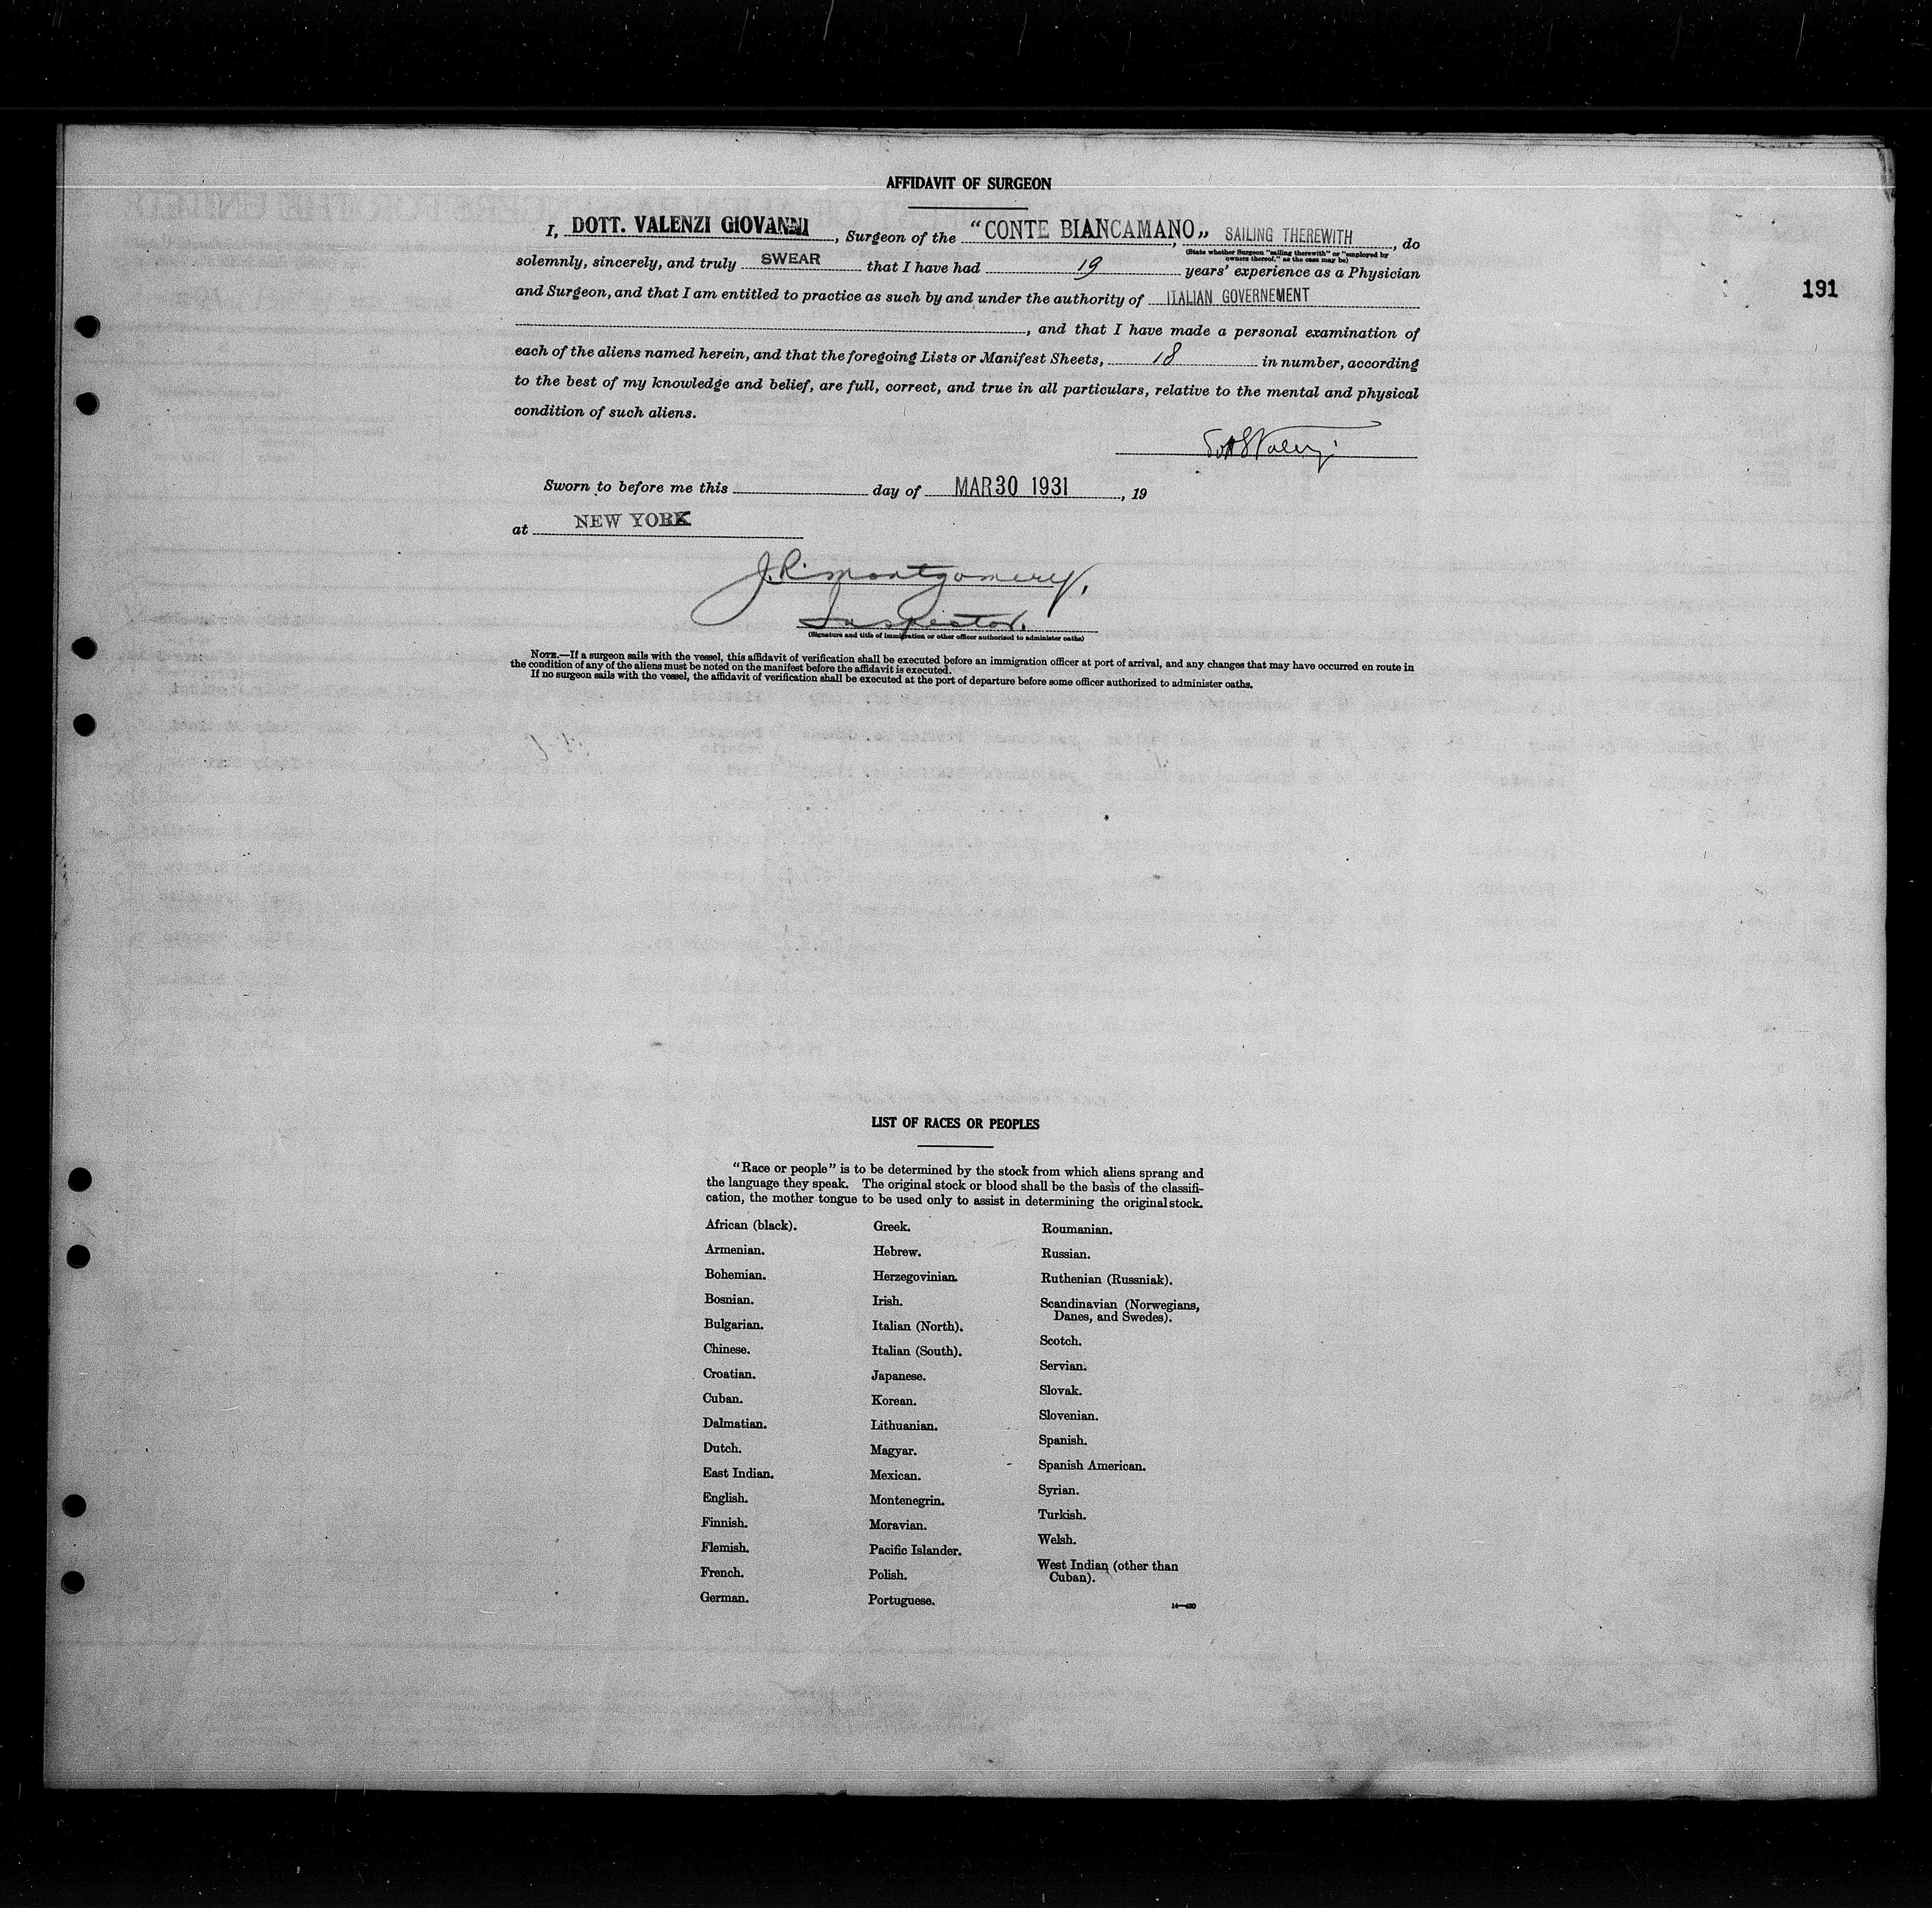 AFFIDAVIT OF SURGEON
I, DOTT. VALENZI GIOVANNI, Surgeon of the "CONTE BIANCAMANO", SAILING THEREWITH, do
(State whether Surgeon "sailing therewith" or "employed by
owners thereof," as the case may be)
solemnly, sincerely, and truly SWEAR that I have had 19 years' experience as a Physician
and Surgeon, and that I am entitled to practice as such by and under the authority of ITALIAN GOVERNEMENT
191
, and that I have made a personal examination of
each of the aliens named herein, and that the foregoing Lists or Manifest Sheets, 18 in number, according
to the best of my knowledge and belief, are full, correct, and true in all particulars, relative to the mental and physical
condition of such aliens.
Sworn to before me this day of MAR 30 1931, 19
at NEW YORK
J. R. Montgomery,
Inspector.
(Signature and title of immigration or other officer authorized to administer oaths)
NOTE.—If a surgeon sails with the vessel, this affidavit of verification shall be executed before an immigration officer at port of arrival, and any changes that may have occurred en route in
the condition of any of the aliens must be noted on the manifest before the affidavit is executed.
If no surgeon sails with the vessel, the affidavit of verification shall be executed at the port of departure before some officer authorized to administer oaths.
LIST OF RACES OR PEOPLES
"Race or people" is to be determined by the stock from which aliens sprang and
the language they speak. The original stock or blood shall be the basis of the classifi-
cation, the mother tongue to be used only to assist in determining the original stock.
African (black).
Armenian.
Bohemian.
Bosnian.
Bulgarian.
Chinese.
Croatian.
Cuban.
Dalmatian.
Dutch.
East Indian.
English.
Finnish.
Flemish.
French.
German.
Greek.
Hebrew.
Herzegovinian.
Irish.
Italian (North).
Italian (South).
Japanese.
Korean.
Lithuanian.
Magyar.
Mexican.
Montenegrin.
Moravian.
Pacific Islander.
Polish.
Portuguese.
Roumanian.
Russian.
Ruthenian (Russniak).
Scandinavian (Norwegians,
Danes, and Swedes).
Scotch.
Servian.
Slovak.
Slovenian.
Spanish.
Spanish American.
Syrian.
Turkish.
Welsh.
West Indian (other than
Cuban).